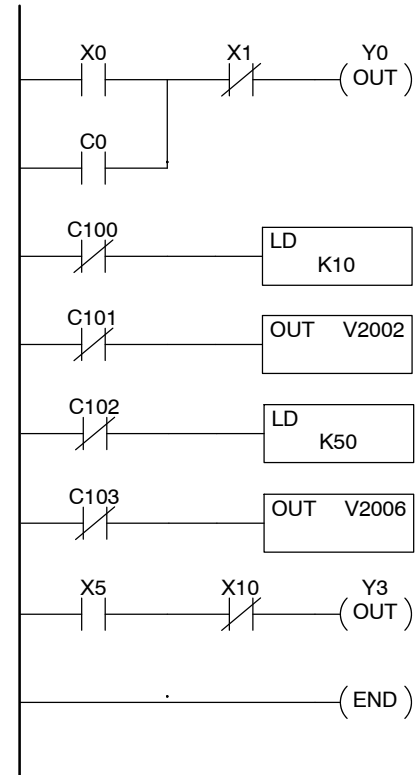 X0 X1 Y0
OUT
C0
C100
LD
K10
C101
OUT V2002
C102
LD
K50
C103
OUT V2006
X5 X10 Y3
OUT
END